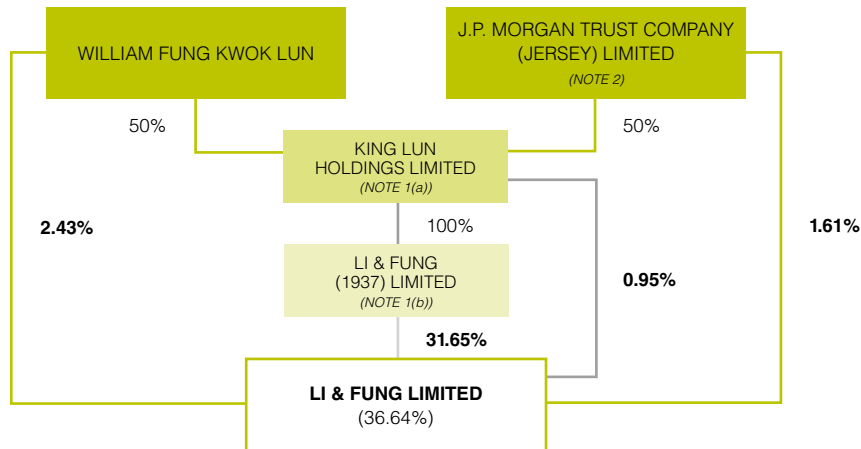 WILLIAM FUNG KWOK LUN
J.P. MORGAN TRUST COMPANY
(JERSEY) LIMITED
(NOTE 2)
50%
50%
KING LUN
HOLDINGS LIMITED
(NOTE 1(a))
2.43%
100%
1.61%
LI & FUNG
(1937) LIMITED
(NOTE 1(b))
0.95%
31.65%
LI & FUNG LIMITED
(36.64%)